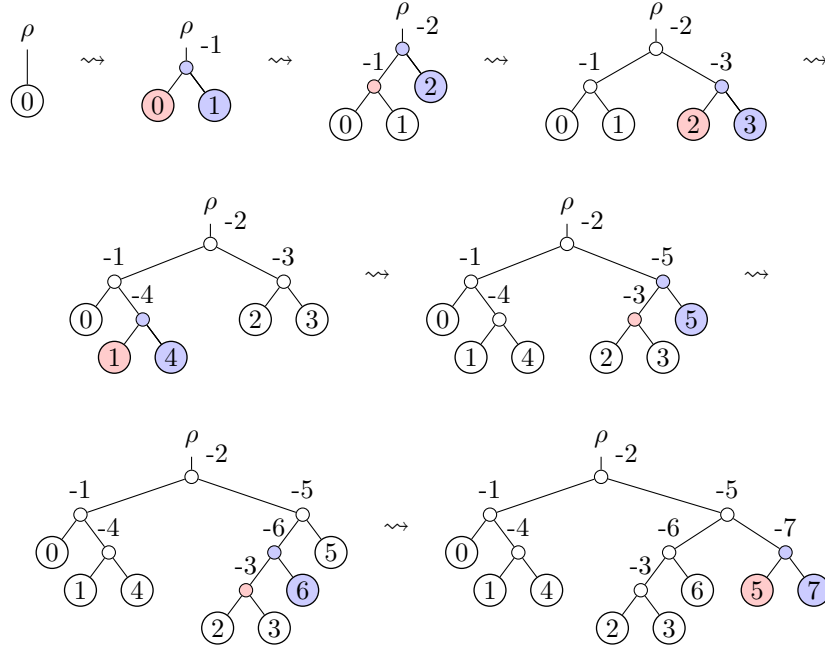 ρ ρ -1 ρ -2 ρ -2
⇝ ⇝ -1 ⇝ -1 -3 ⇝
0 0 1 2
0 1 0 1 2 3
ρ -2 ρ -2
-1 -3 ⇝ -1 -5 ⇝
-4 -4 -3
0 2 3 0 5
1 4 1 4 2 3
ρ -2 ρ -2
-1 -5 ⇝ -1 -5
-4 -6 -4 -6 -7
0 5 0
-3 -3
1 4 6 1 4 6 5 7
2 3 2 3